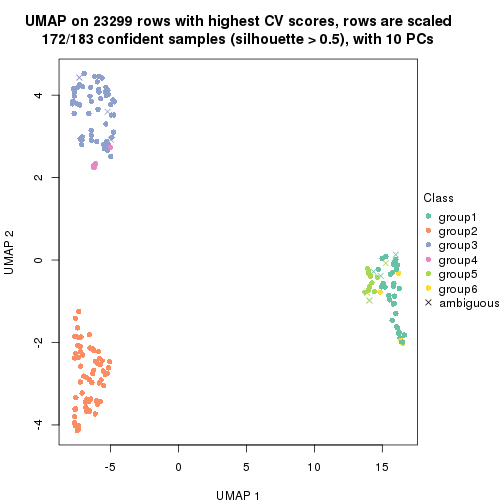 UMAP on 23299 rows with highest CV scores, rows are scaled
172/183 confident samples (silhouette > 0.5), with 10 PCs
4
2
0
-2
-4
UMAP 2
-5
0
5
10
15
UMAP 1
Class
group1
group2
group3
group4
group5
group6
ambiguous